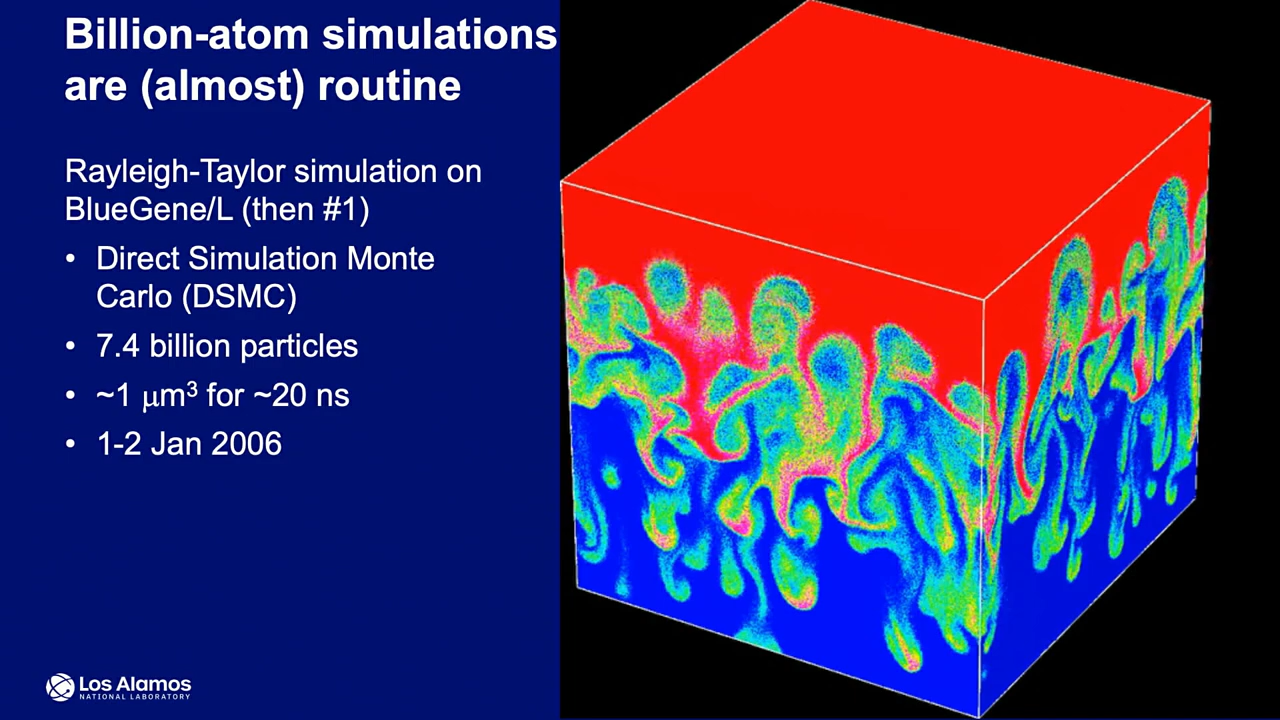 Billion-atom simulations
are (almost) routine
Rayleigh-Taylor simulation on
BlueGene/L (then #1)
• Direct Simulation Monte
Carlo (DSMC)
• 7.4 billion particles
• ~1 μm³ for ~20 ns
• 1-2 Jan 2006
Los Alamos
NATIONAL LABORATORY